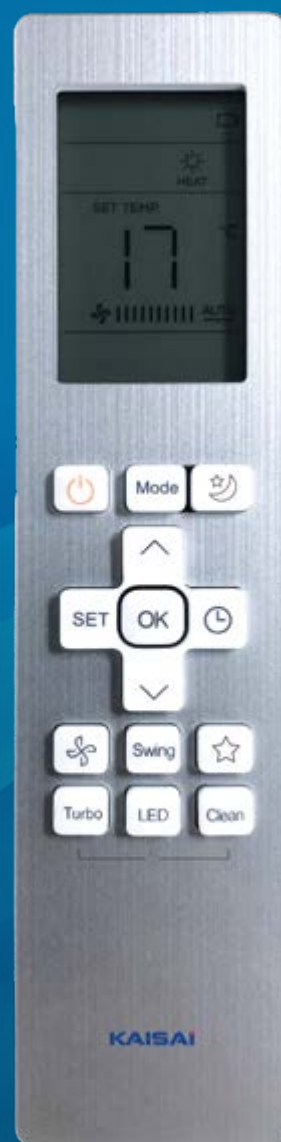 HEAT
SET TEMP.
17 °C
AUTO
Mode
SET OK
Swing
Turbo LED Clean
KAISAI